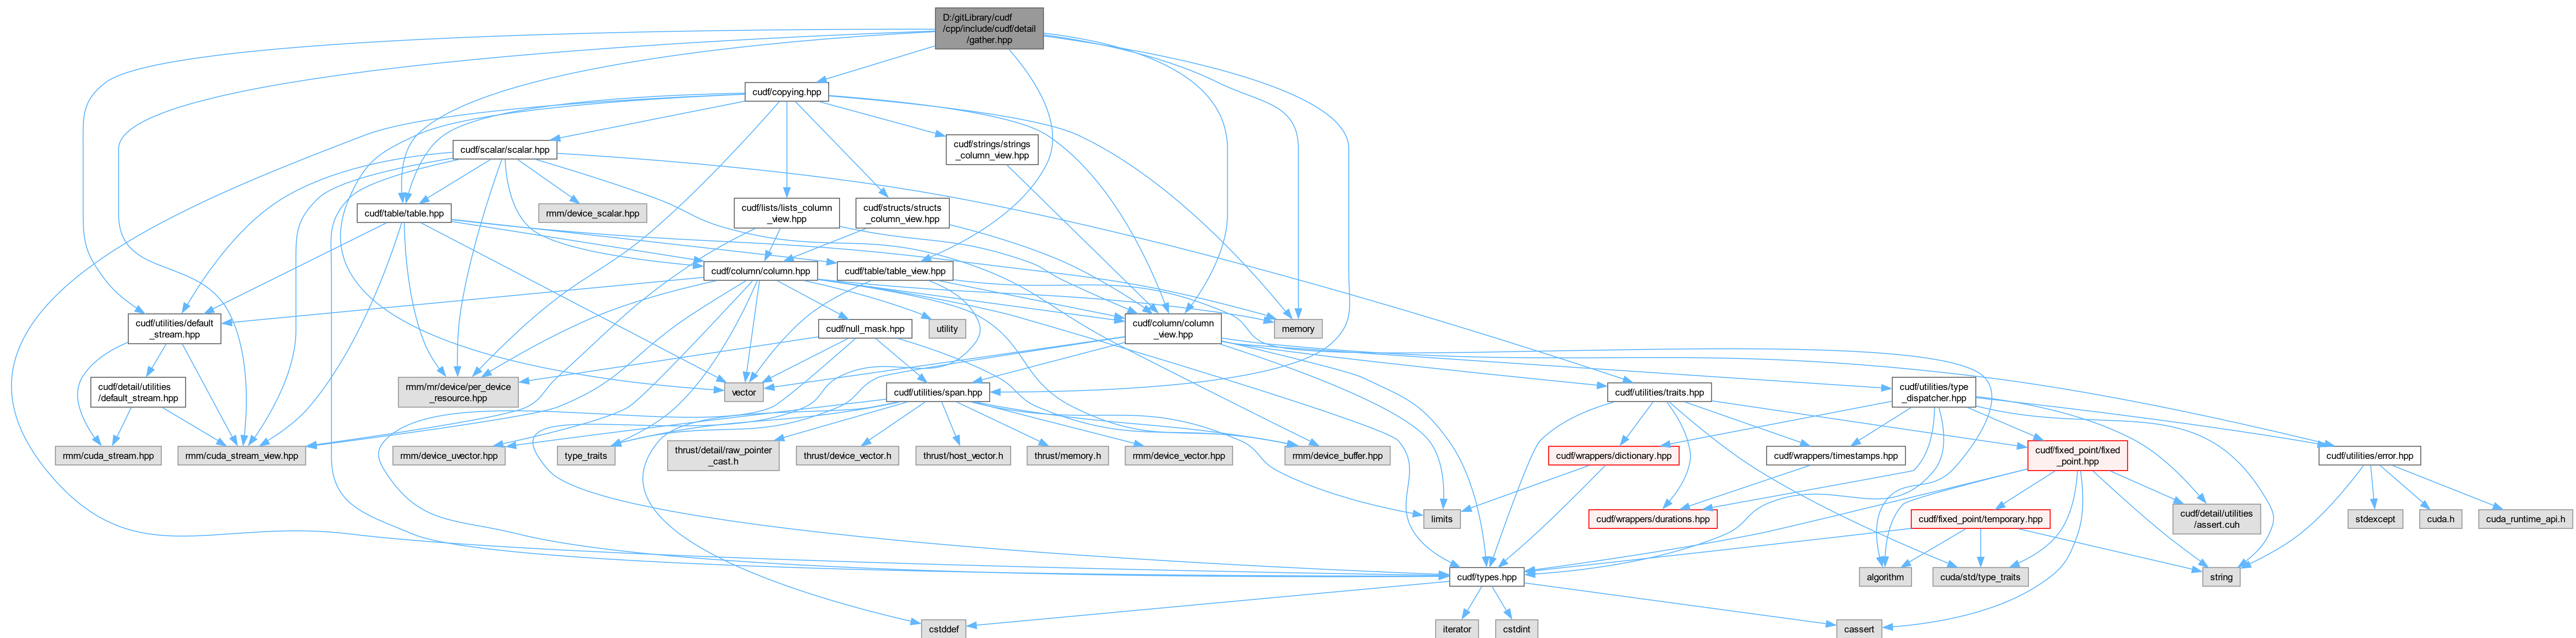 D:/gitLibrary/cudf
/cpp/include/cudf/detail
/gather.hpp
cudf/copying.hpp
cudf/scalar/scalar.hpp
cudf/strings/strings
_column_view.hpp
cudf/table/table.hpp
rmm/device_scalar.hpp
cudf/lists/lists_column
_view.hpp
cudf/structs/structs
_column_view.hpp
cudf/column/column.hpp
cudf/table/table_view.hpp
cudf/utilities/default
_stream.hpp
cudf/null_mask.hpp
utility
cudf/column/column
_view.hpp
memory
cudf/detail/utilities
/default_stream.hpp
rmm/mr/device/per_device
_resource.hpp
vector
cudf/utilities/span.hpp
cudf/utilities/traits.hpp
cudf/utilities/type
_dispatcher.hpp
rmm/cuda_stream.hpp
rmm/cuda_stream_view.hpp
rmm/device_uvector.hpp
type_traits
thrust/detail/raw_pointer
_cast.h
thrust/device_vector.h
thrust/host_vector.h
thrust/memory.h
rmm/device_vector.hpp
rmm/device_buffer.hpp
cudf/wrappers/dictionary.hpp
cudf/wrappers/timestamps.hpp
cudf/fixed_point/fixed
_point.hpp
cudf/utilities/error.hpp
limits
cudf/wrappers/durations.hpp
cudf/fixed_point/temporary.hpp
cudf/detail/utilities
/assert.cuh
stdexcept
cuda.h
cuda_runtime_api.h
cudf/types.hpp
algorithm
cuda/std/type_traits
string
cstddef
iterator
cstdint
cassert